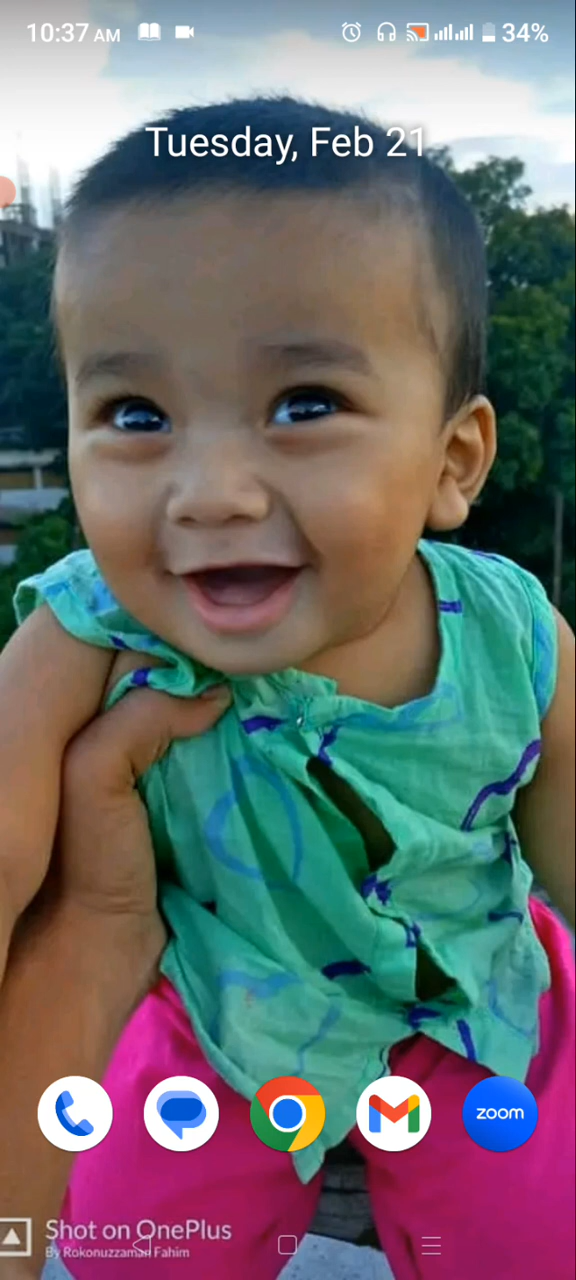 10:37 AM
34%
Tuesday, Feb 21
zoom
Shot on OnePlus
By Rokonuzzaman Fahim